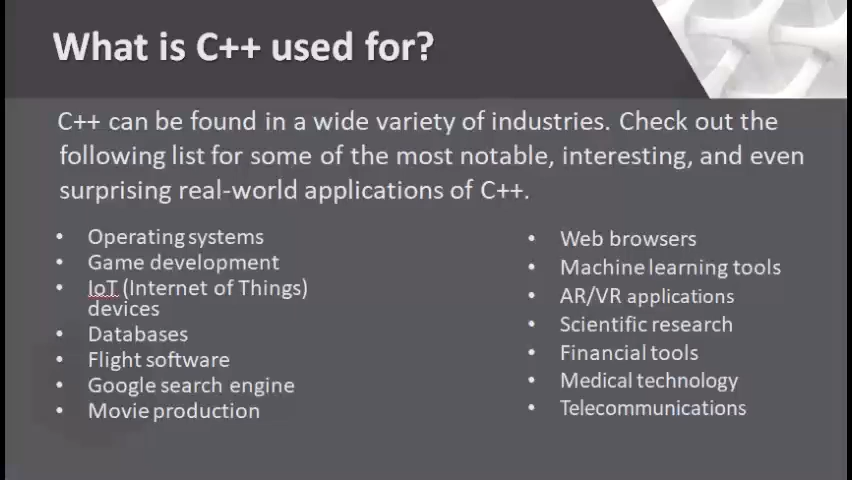 What is C++ used for?
C++ can be found in a wide variety of industries. Check out the
following list for some of the most notable, interesting, and even
surprising real-world applications of C++.
• Operating systems
• Game development
• IoT (Internet of Things)
devices
• Databases
• Flight software
• Google search engine
• Movie production
• Web browsers
• Machine learning tools
• AR/VR applications
• Scientific research
• Financial tools
• Medical technology
• Telecommunications